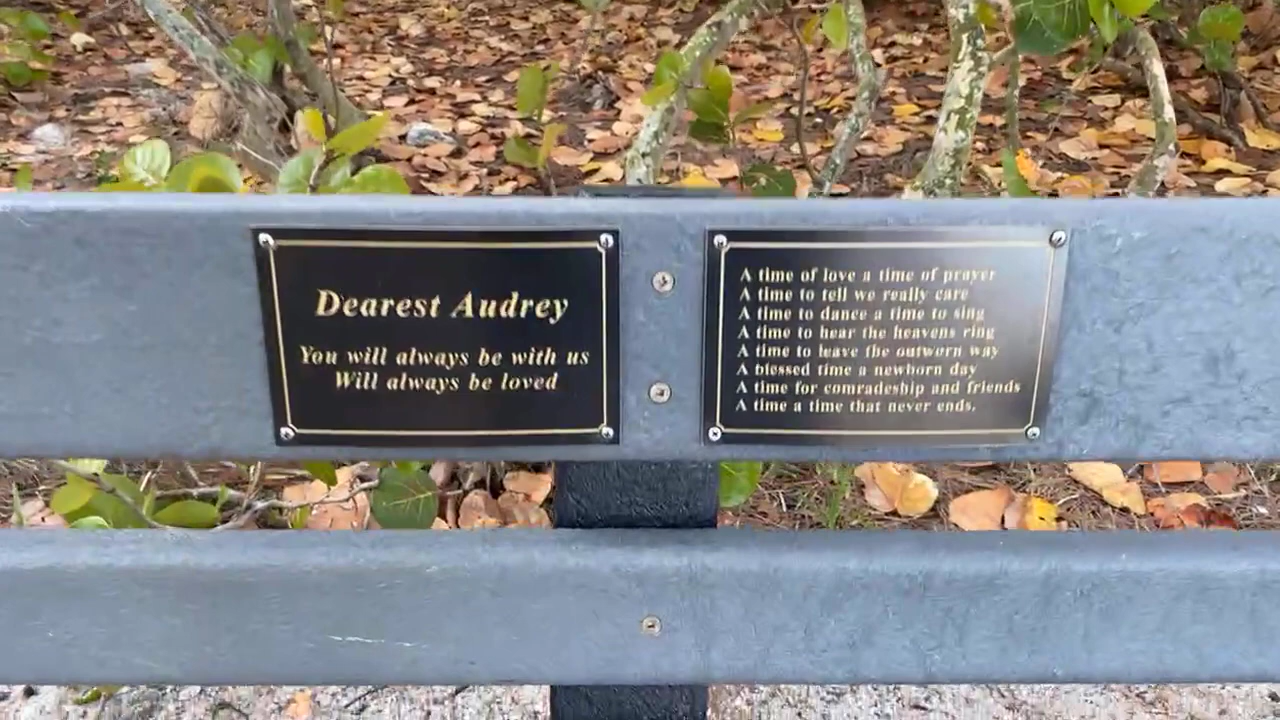 Dearest Audrey
You will always be with us
Will always be loved
A time of love a time of prayer
A time to tell we really care
A time to dance a time to sing
A time to hear the heavens ring
A time to leave the outworn way
A blessed time a newborn day
A time for comradeship and friends
A time a time that never ends.